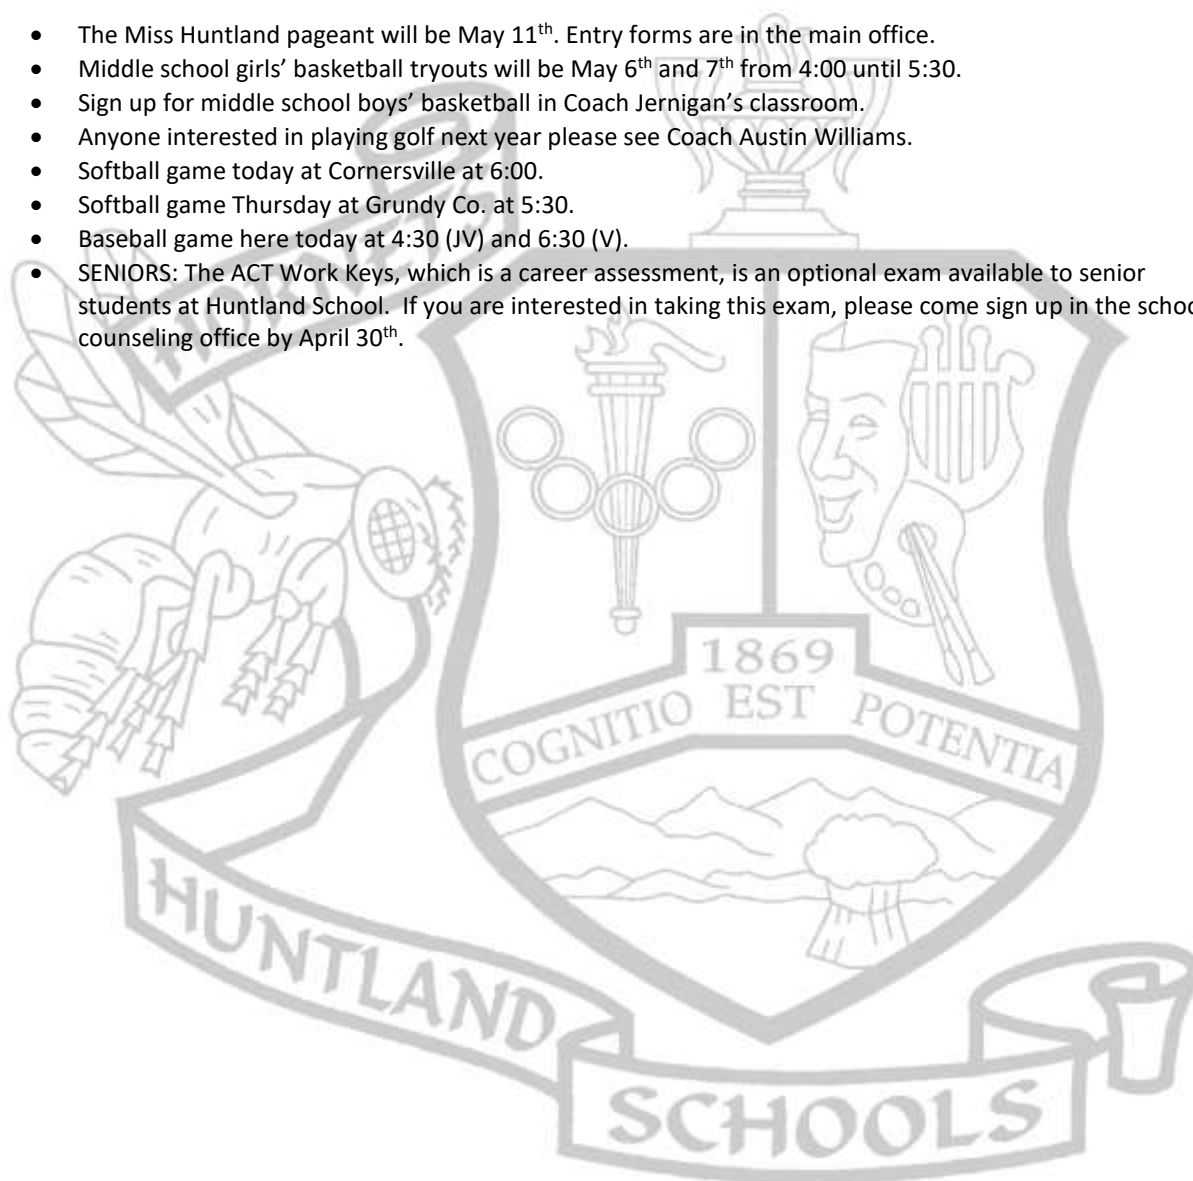 • The Miss Huntland pageant will be May 11th. Entry forms are in the main office.
• Middle school girls’ basketball tryouts will be May 6th and 7th from 4:00 until 5:30.
• Sign up for middle school boys’ basketball in Coach Jernigan’s classroom.
• Anyone interested in playing golf next year please see Coach Austin Williams.
• Softball game today at Cornersville at 6:00.
• Softball game Thursday at Grundy Co. at 5:30.
• Baseball game here today at 4:30 (JV) and 6:30 (V).
• SENIORS: The ACT Work Keys, which is a career assessment, is an optional exam available to senior
students at Huntland School. If you are interested in taking this exam, please come sign up in the schoo
counseling office by April 30th.
HORNETS
1869
COGNITIO EST POTENTIA
HUNTLAND
SCHOOLS